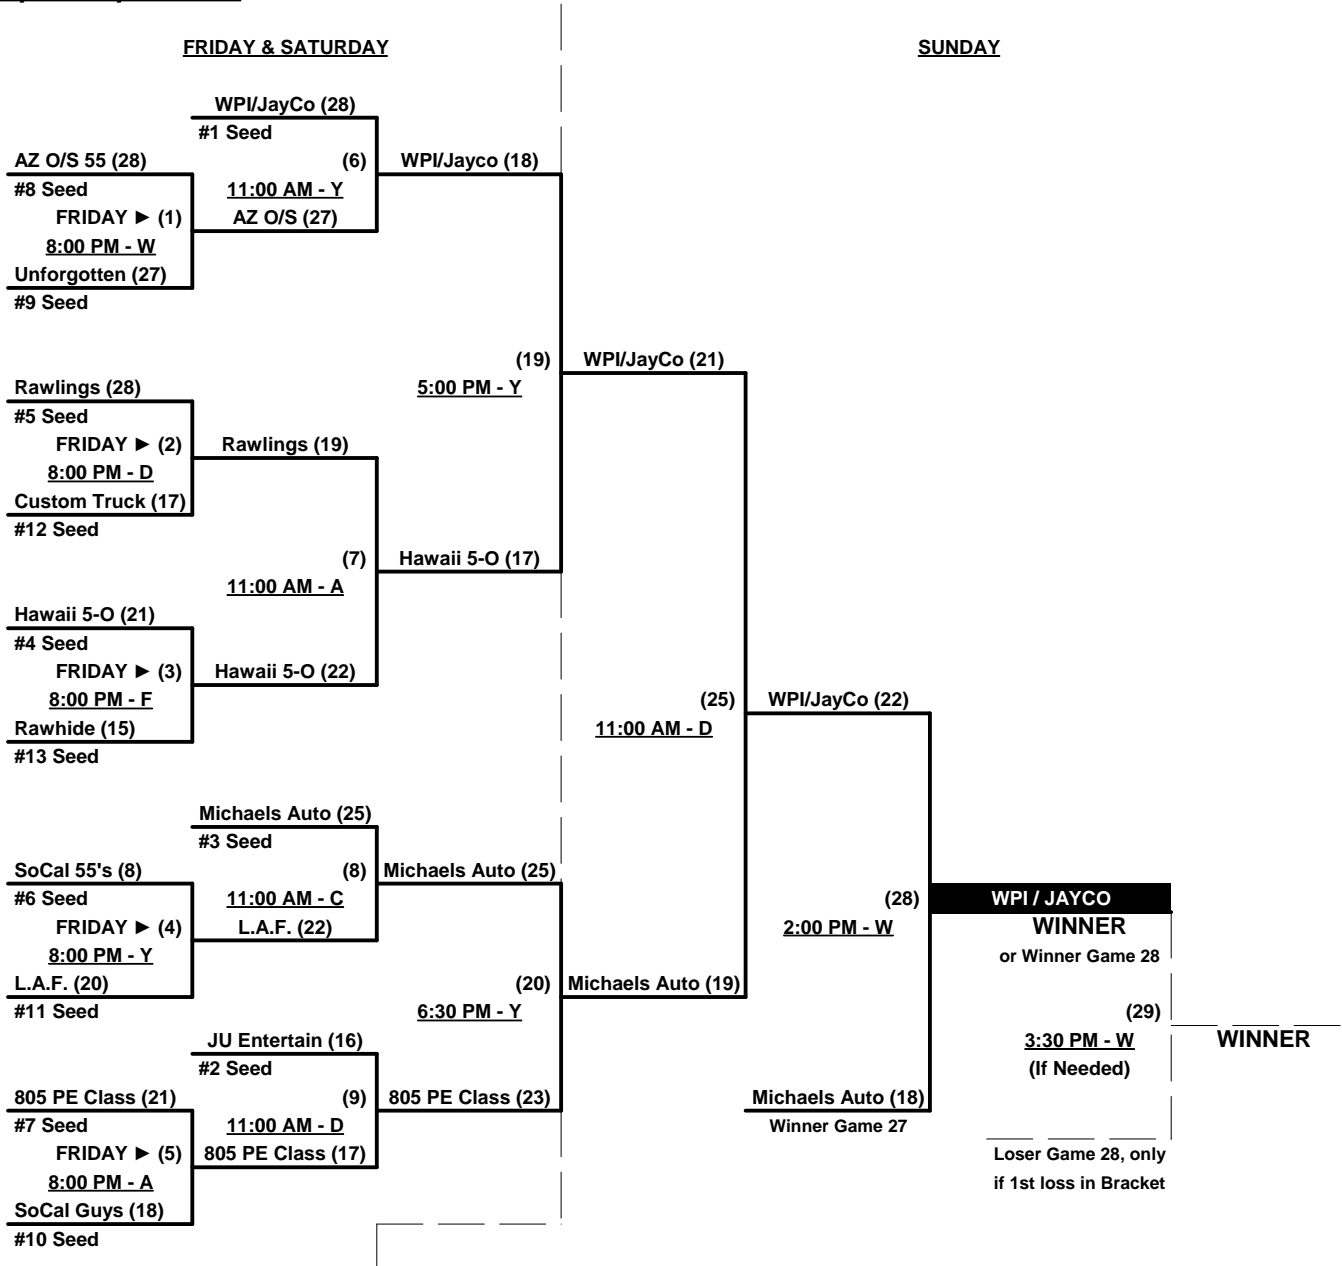 FRIDAY & SATURDAY
SUNDAY
WPI/JayCo (28)
#1 Seed
AZ O/S 55 (28)
(6)
WPI/Jayco (18)
#8 Seed
11:00 AM - Y
FRIDAY ► (1)
AZ O/S (27)
8:00 PM - W
Unforgotten (27)
#9 Seed
(19)
WPI/JayCo (21)
5:00 PM - Y
Rawlings (28)
#5 Seed
FRIDAY ► (2)
Rawlings (19)
8:00 PM - D
Custom Truck (17)
#12 Seed
(7)
Hawaii 5-O (17)
11:00 AM - A
Hawaii 5-O (21)
#4 Seed
FRIDAY ► (3)
Hawaii 5-O (22)
8:00 PM - F
(25)
WPI/JayCo (22)
11:00 AM - D
Rawhide (15)
#13 Seed
Michaels Auto (25)
#3 Seed
SoCal 55's (8)
(8)
Michaels Auto (25)
#6 Seed
11:00 AM - C
(28)
WPI / JAYCO
FRIDAY ► (4)
L.A.F. (22)
2:00 PM - W
WINNER
8:00 PM - Y
or Winner Game 28
L.A.F. (20)
(20)
Michaels Auto (19)
#11 Seed
6:30 PM - Y
(29)
JU Entertain (16)
3:30 PM - W
WINNER
#2 Seed
(If Needed)
805 PE Class (21)
(9)
805 PE Class (23)
Michaels Auto (18)
#7 Seed
11:00 AM - D
Winner Game 27
FRIDAY ► (5)
805 PE Class (17)
Loser Game 28, only
8:00 PM - A
if 1st loss in Bracket
SoCal Guys (18)
#10 Seed